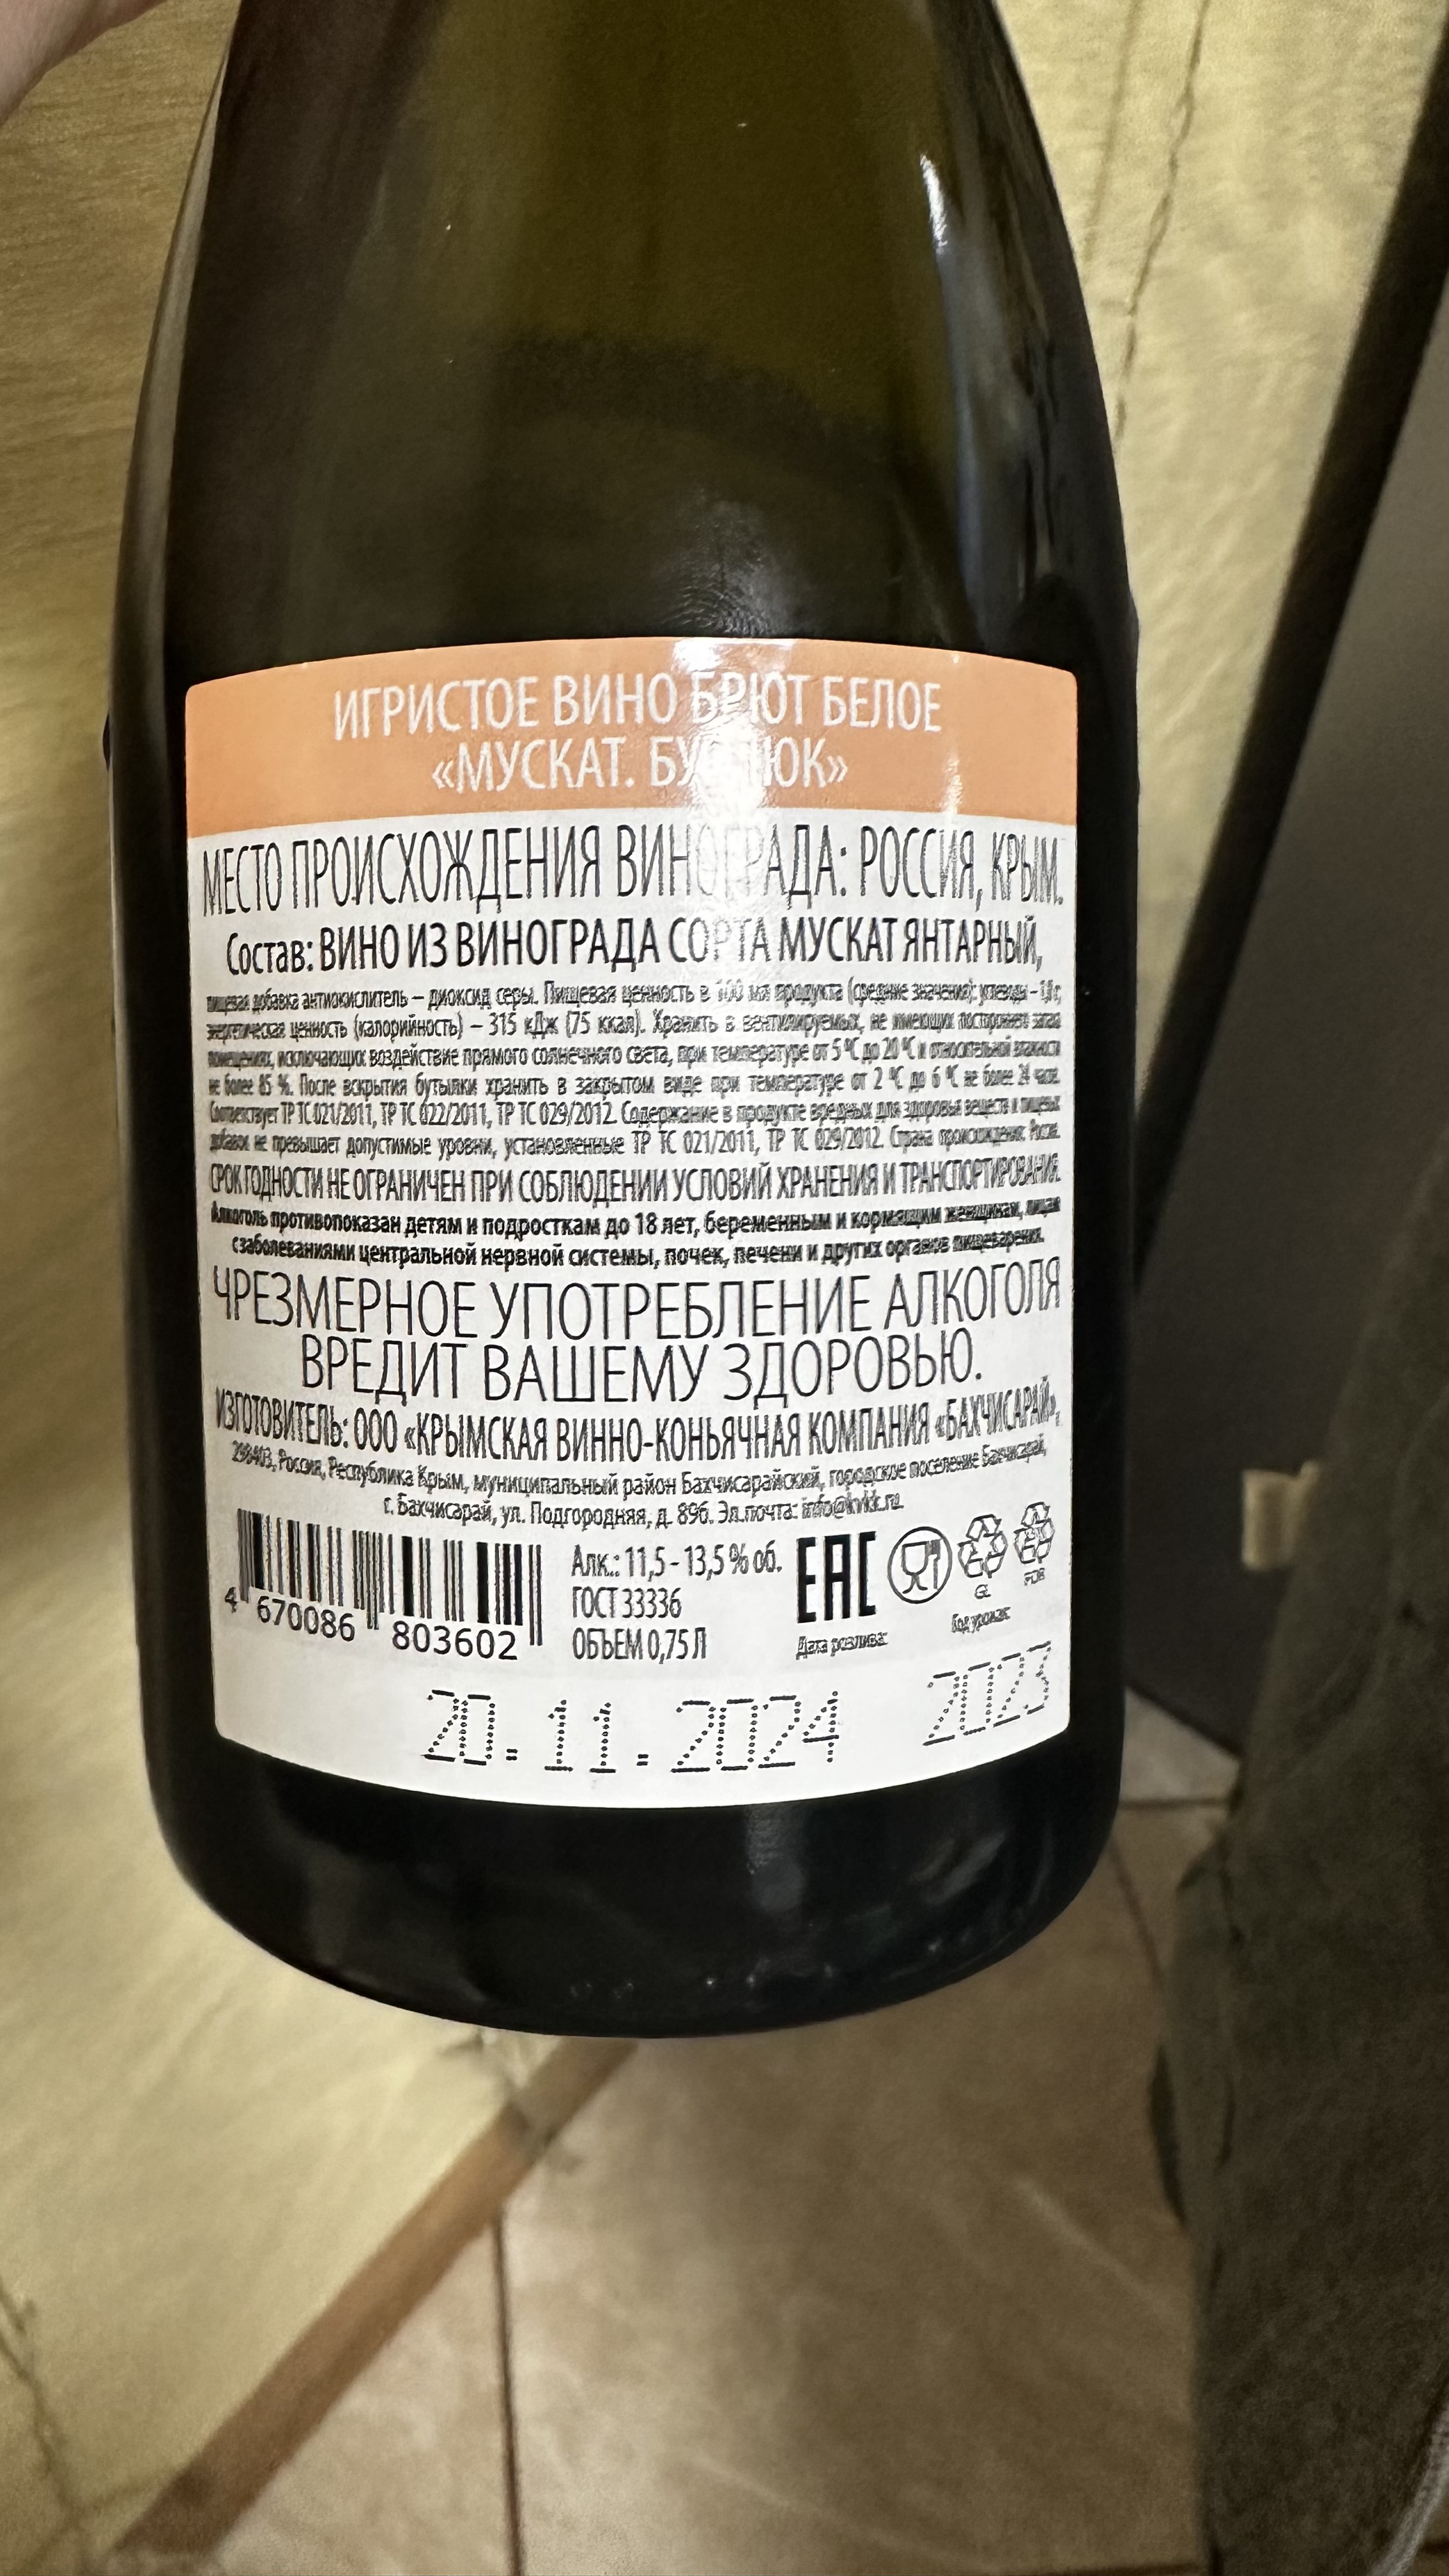 ИГРИСТОЕ ВИНО БРЮТ БЕЛОЕ
«МУСКАТ.
МЕСТО ПРОИСХОЖДЕНИЯ ВИНОГРАДА: РОССИЯ, КРЫМ.
Состав: ВИНО ИЗ ВИНОГРАДА СОРТА МУСКАТ ЯНТАРНЫЙ,
пищевая добавка антиокислитель – диоксид серы. Пищевая ценность в 100 мл продукта (средние значения): углеводы –
энергетическая ценность (калорийность) – 315 кДж (75 ккал). Хранить в вентилируемых, не имеющих постороннего запаха
помещениях, исключающих воздействие прямого солнечного света, при температуре от 5 °C до 20 °C и относительной влажности
не более 85 %. После вскрытия бутылки хранить в закрытом виде при температуре от 2 °C до 6 °C не более 24 часов.
Соответствует ТР ТС 021/2011, ТР ТС 022/2011, ТР ТС 029/2012. Содержание в продукте вредных для здоровья веществ и пищевых
добавок не превышает допустимые уровни, установленные ТР ТС 021/2011, ТР ТС 029/2012. Страна происхождения: Россия.
СРОК ГОДНОСТИ НЕ ОГРАНИЧЕН ПРИ СОБЛЮДЕНИИ УСЛОВИЙ ХРАНЕНИЯ И ТРАНСПОРТИРОВАНИЯ.
Алкоголь противопоказан детям и подросткам до 18 лет, беременным и кормящим женщинам, лицам
с заболеваниями центральной нервной системы, почек, печени и других органов пищеварения.
ЧРЕЗМЕРНОЕ УПОТРЕБЛЕНИЕ АЛКОГОЛЯ
ВРЕДИТ ВАШЕМУ ЗДОРОВЬЮ.
ИЗГОТОВИТЕЛЬ: ООО «КРЫМСКАЯ ВИННО-КОНЬЯЧНАЯ КОМПАНИЯ «БАХЧИСАРАЙ»,
298403, Россия, Республика Крым, муниципальный район Бахчисарайский, городское поселение Бахчисарай,
г. Бахчисарай, ул. Подгородняя, д. 89б. Эл.почта: info@kvkk.ru
4 670086 803602
Алк.: 11,5 - 13,5 % об.
ГОСТ 33336
ОБЪЕМ 0,75 Л
EAC
GL
FOR
Дата розлива:
Год урожая:
20.11.2024
2023